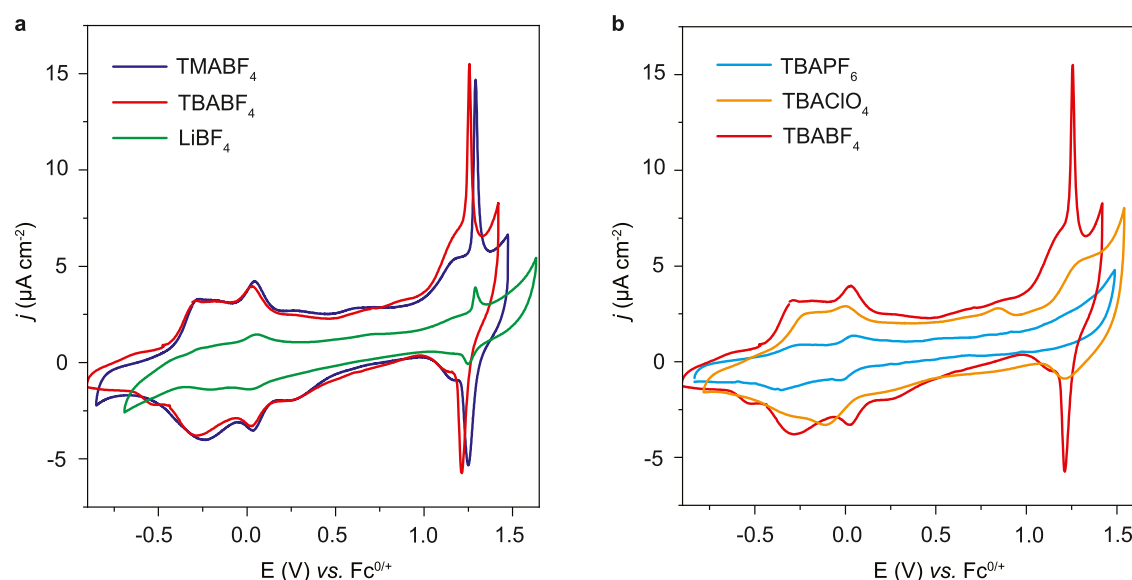 a
TMABF₄
TBABF₄
LiBF₄
15
10
5
0
-5
j (μA cm⁻²)
-0.5 0.0 0.5 1.0 1.5
E (V) vs. Fc⁰/⁺
b
TBAPF₆
TBAClO₄
TBABF₄
15
10
5
0
-5
j (μA cm⁻²)
-0.5 0.0 0.5 1.0 1.5
E (V) vs. Fc⁰/⁺